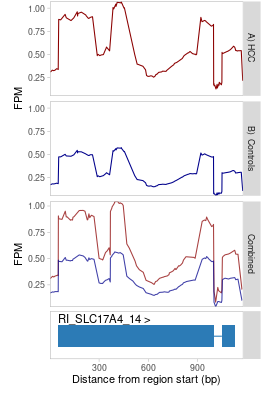 1.00
0.75
0.50
0.25
A) HCC
FPM
1.00
0.75
0.50
0.25
B) Controls
1.00
0.75
0.50
0.25
FPM
Combined
RI_SLC17A4_14 >
300 600 900
Distance from region start (bp)